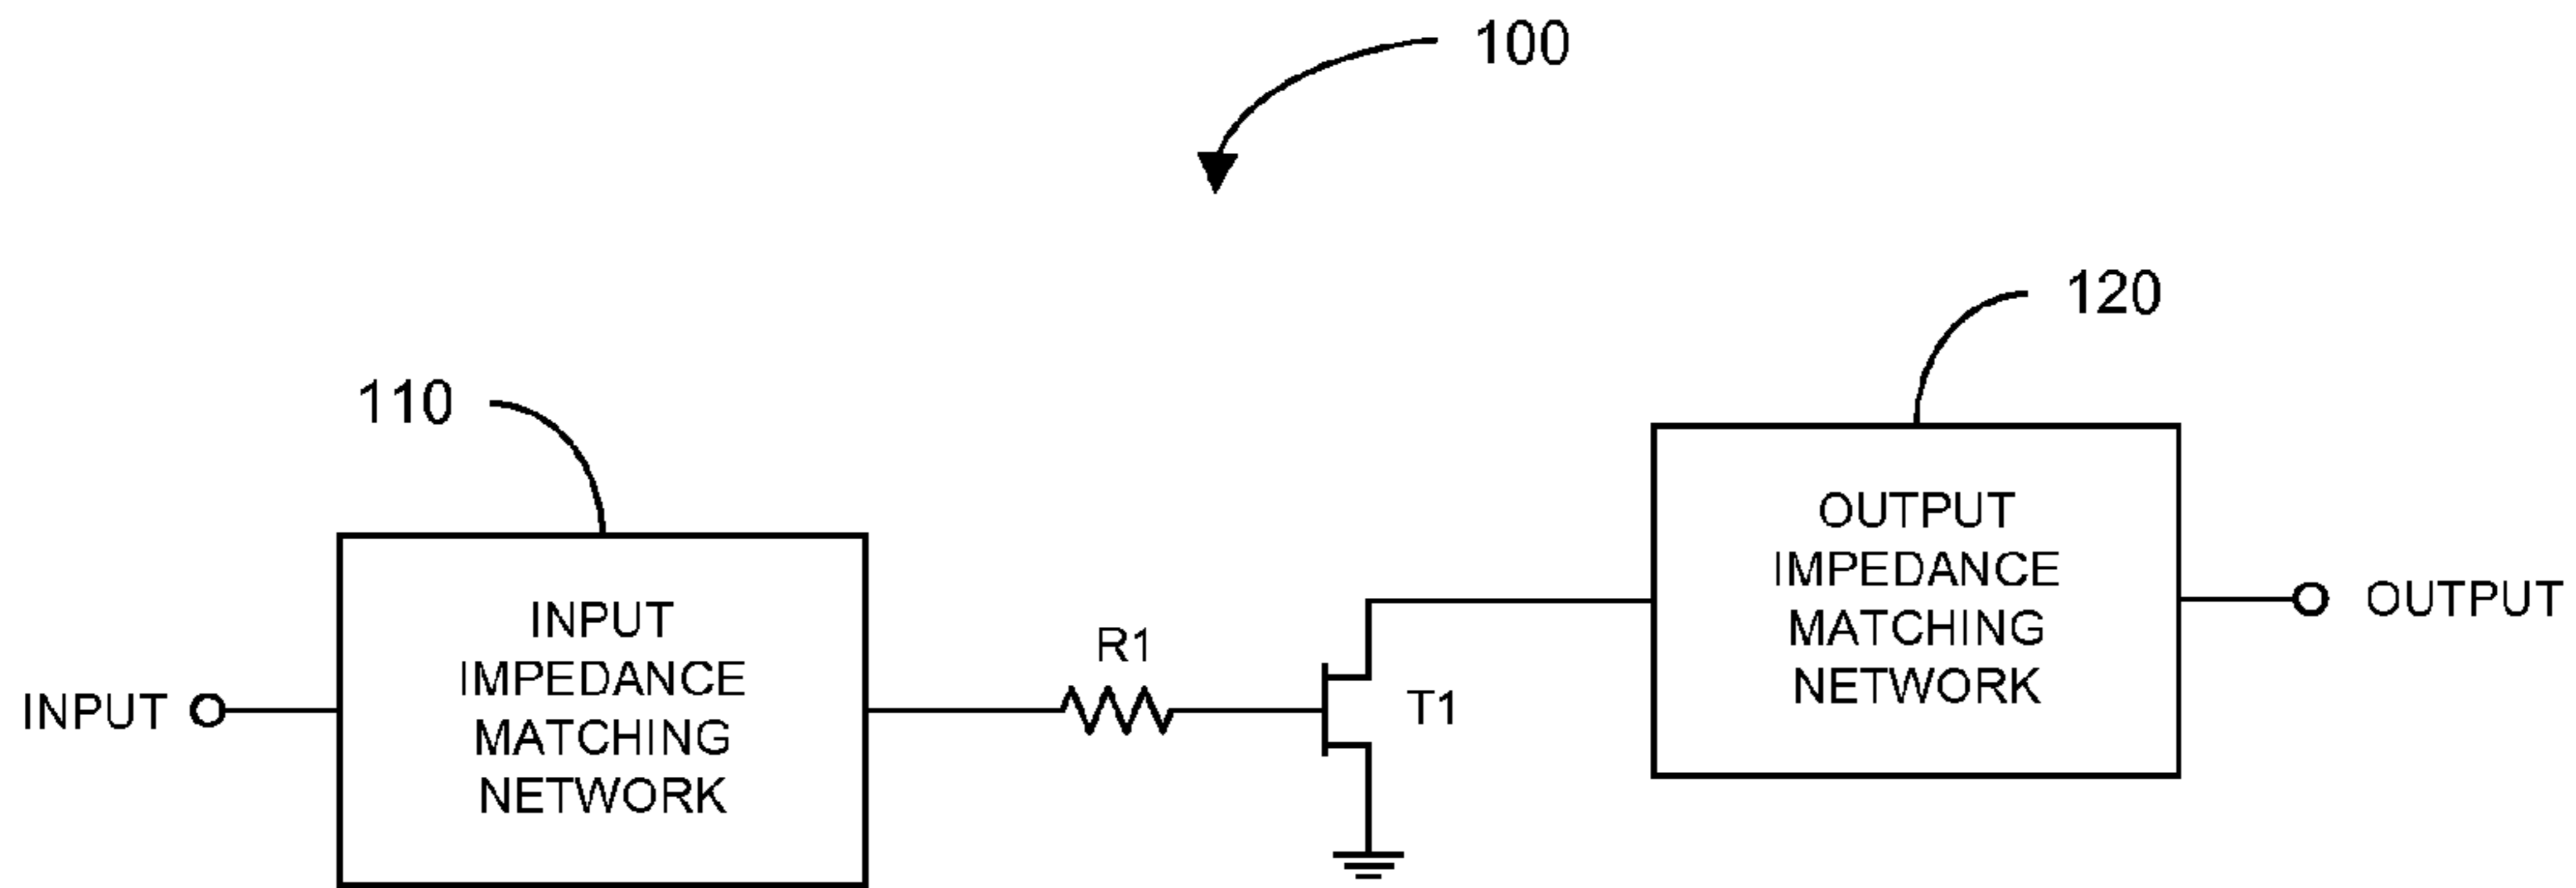 100
120
110
OUTPUT
IMPEDANCE
MATCHING
NETWORK
OUTPUT
INPUT
IMPEDANCE
MATCHING
NETWORK
R1
INPUT
T1